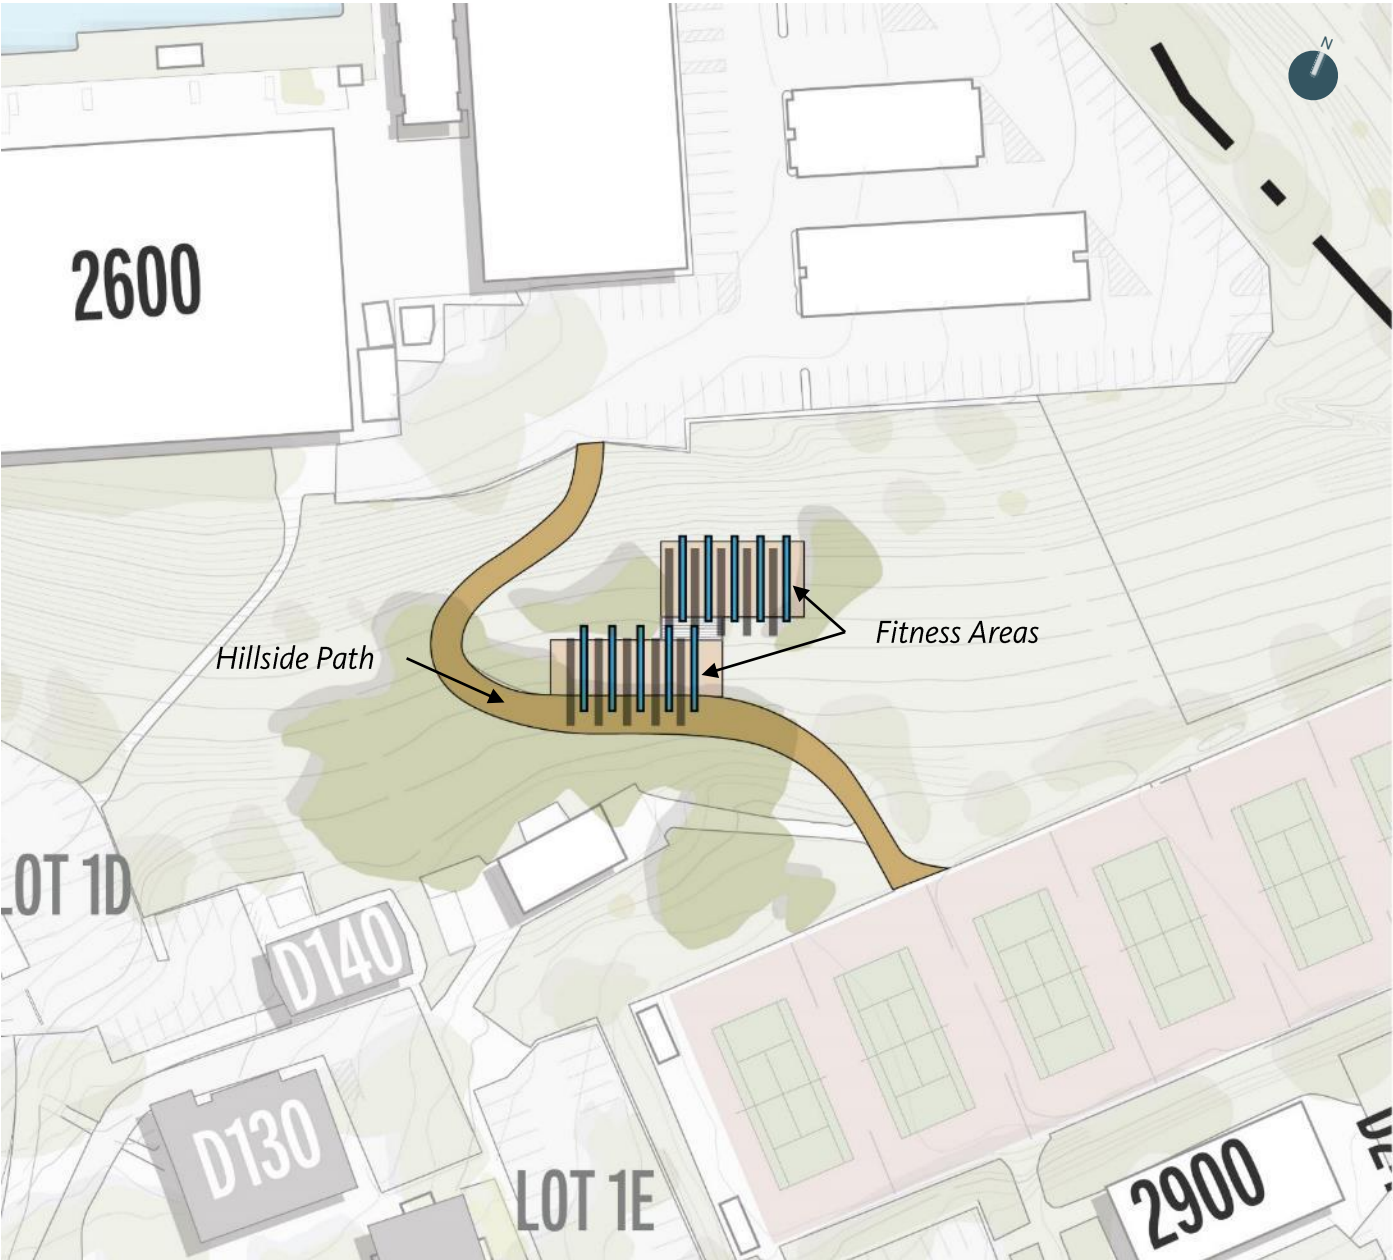 N
2600
Hillside Path
Fitness Areas
LOT 1D
D140
D130
LOT 1E
2900